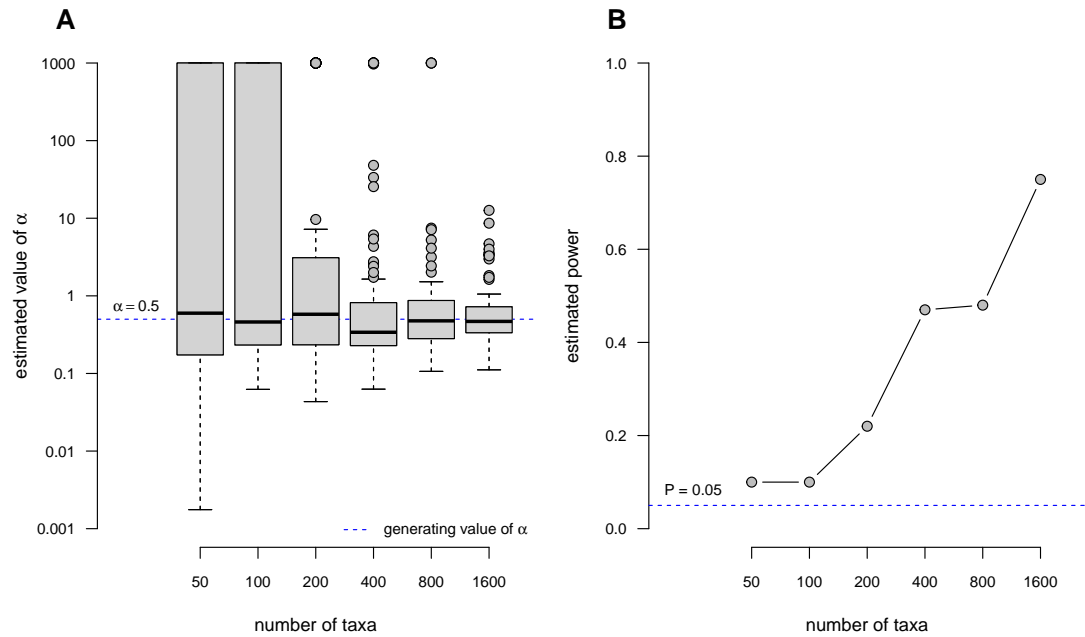 A
1000
100
10
1
0.1
0.01
0.001
estimated value of α
α = 0.5
generating value of α
50 100 200 400 800 1600
number of taxa
B
1.0
0.8
0.6
0.4
0.2
0.0
estimated power
P = 0.05
50 100 200 400 800 1600
number of taxa